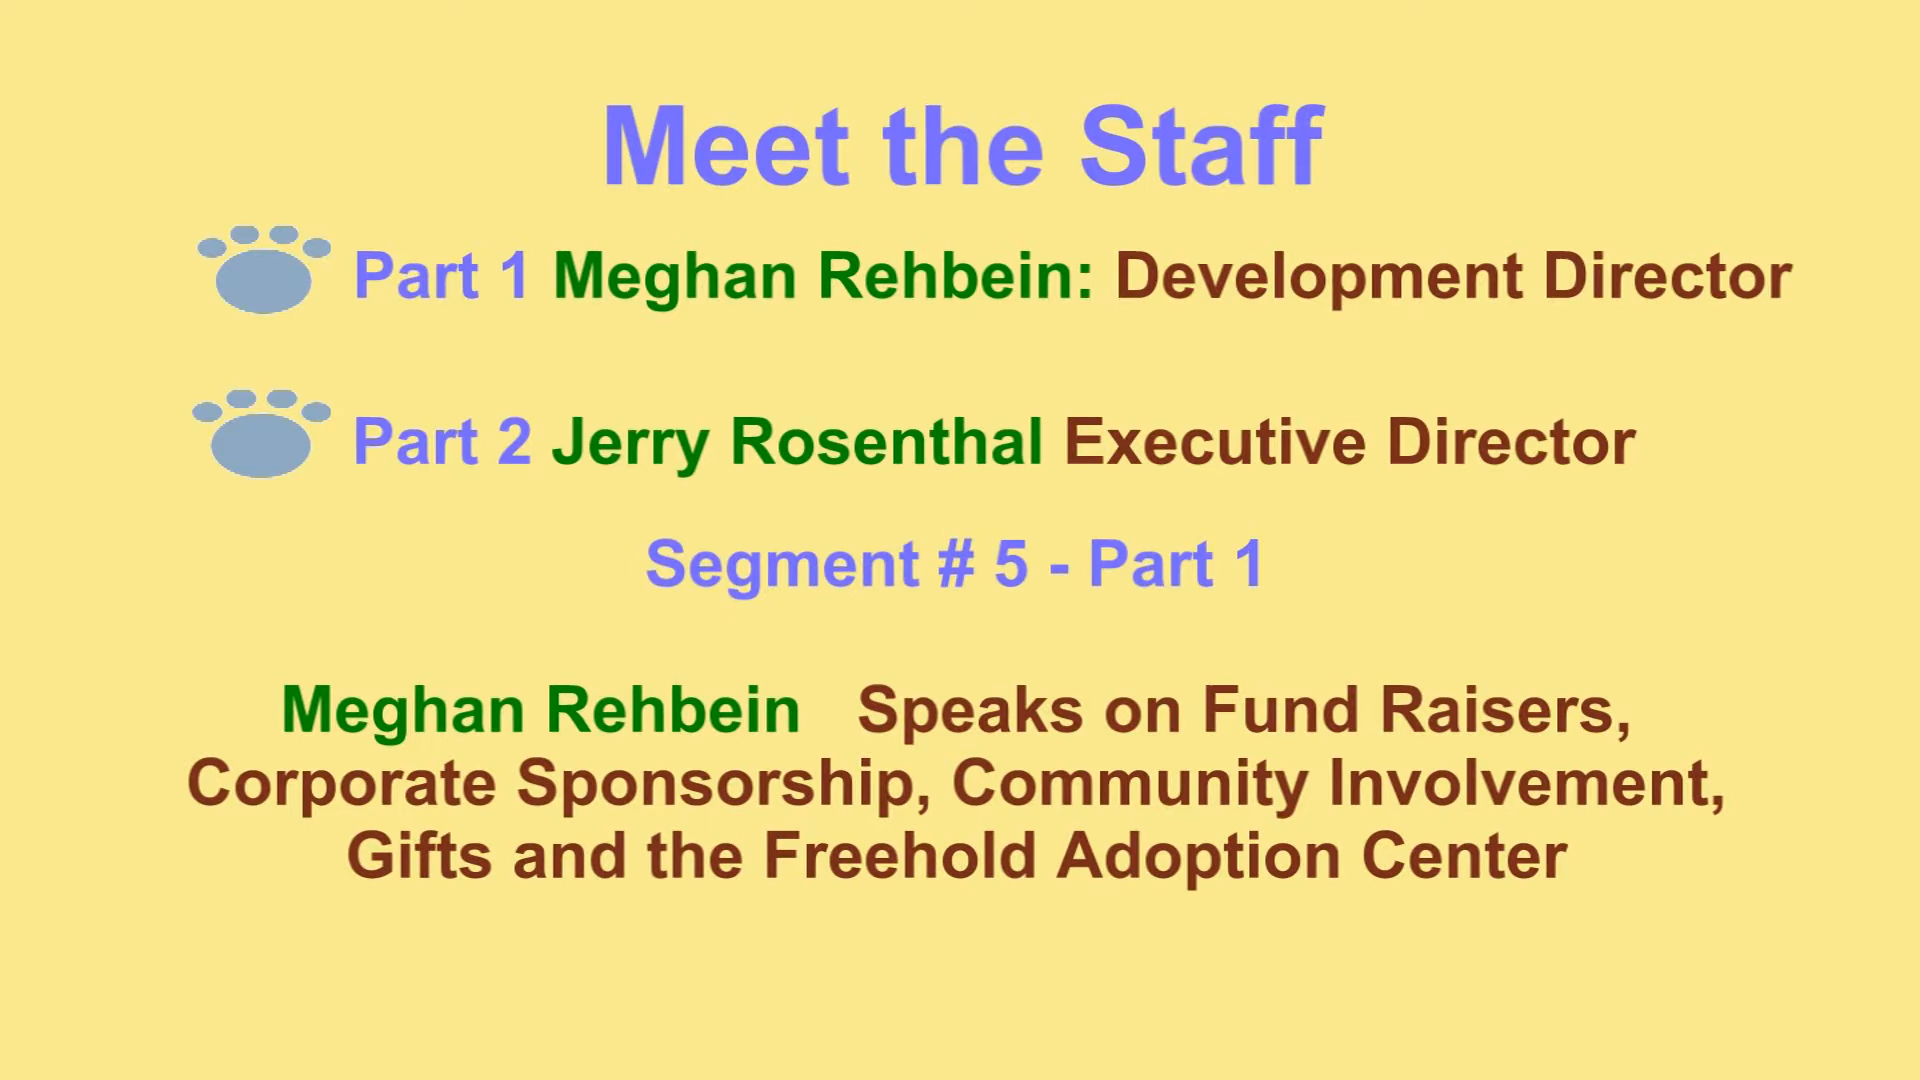 Meet the Staff
Part 1 Meghan Rehbein: Development Director
Part 2 Jerry Rosenthal Executive Director
Segment # 5 - Part 1
Meghan Rehbein Speaks on Fund Raisers,
Corporate Sponsorship, Community Involvement,
Gifts and the Freehold Adoption Center